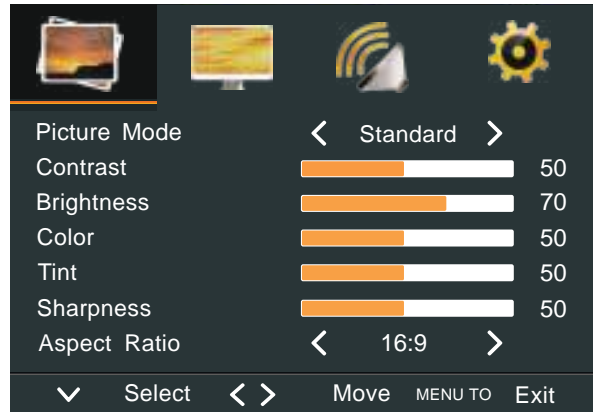 Picture Mode < Standard >
Contrast 50
Brightness 70
Color 50
Tint 50
Sharpness 50
Aspect Ratio < 16:9 >
Select < > Move MENU TO Exit